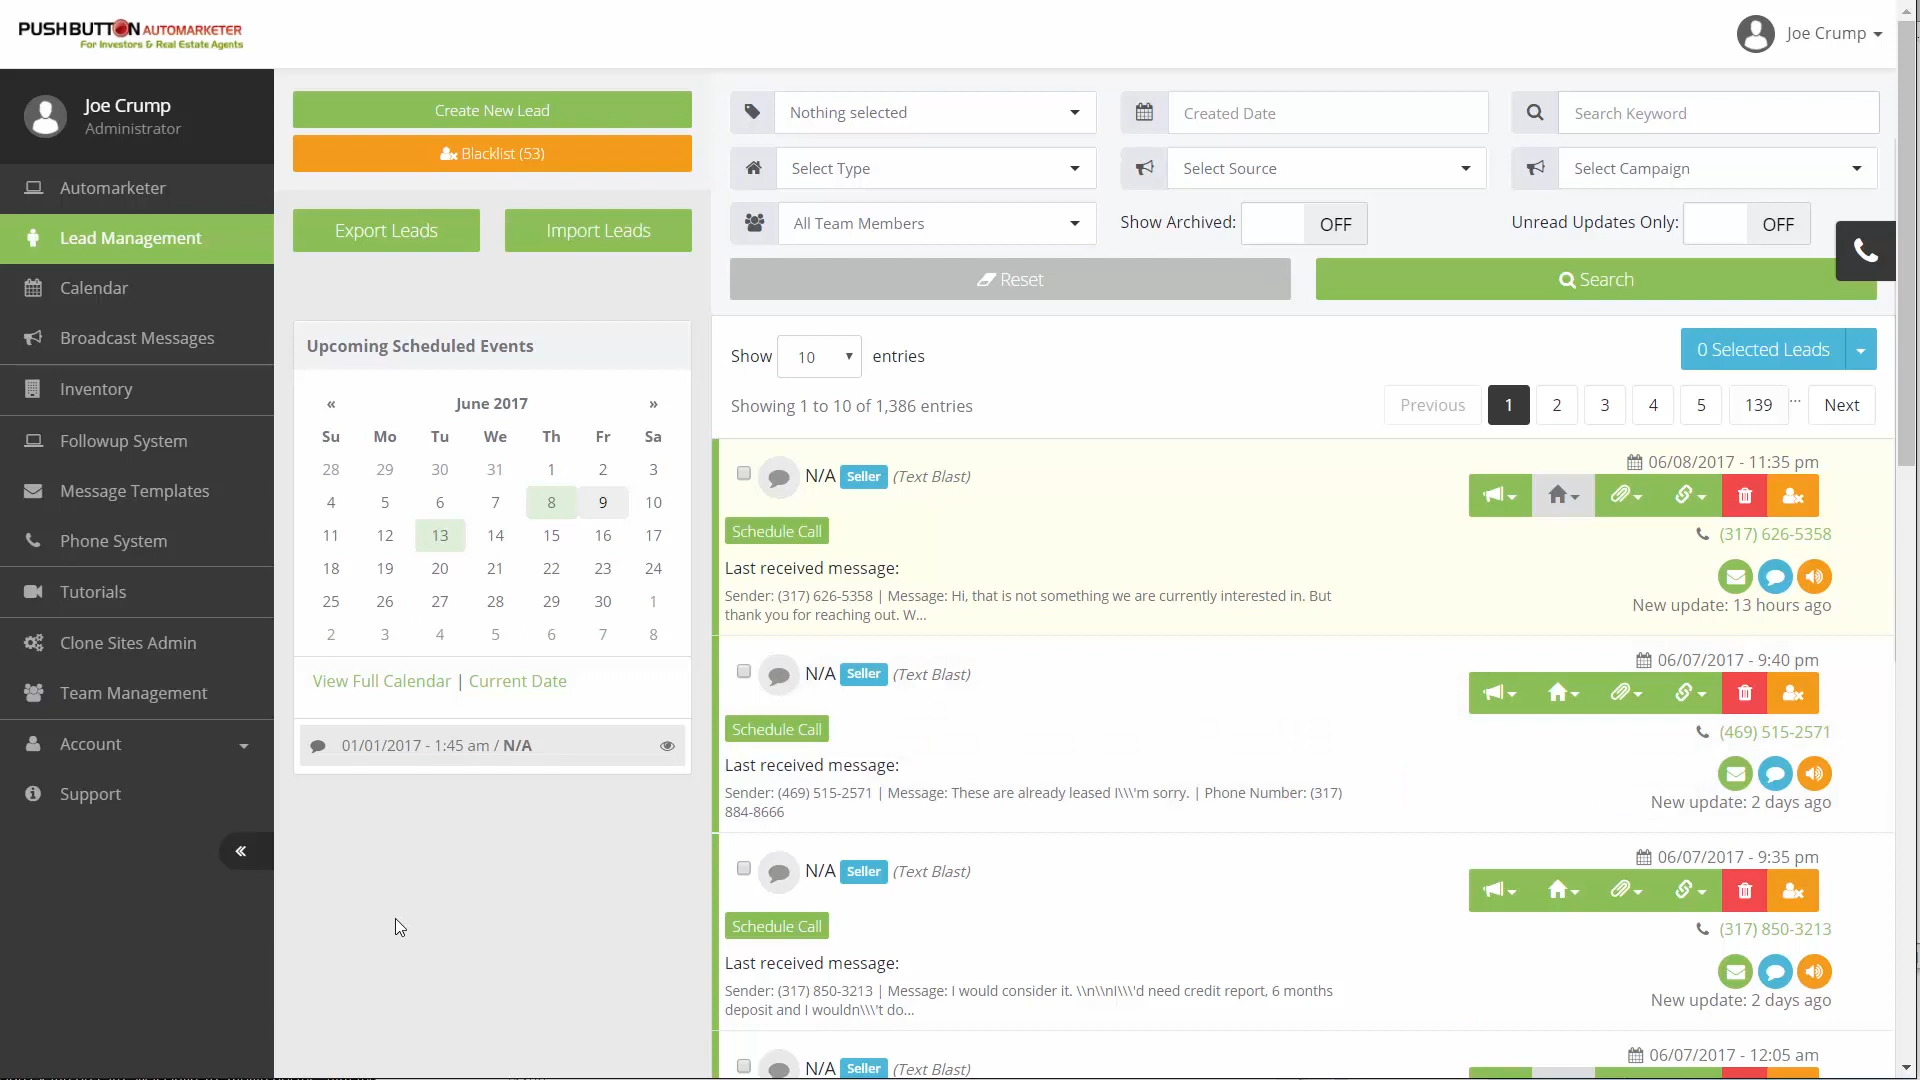 PUSHBUTTON AUTOMARKETER
For Investors & Real Estate Agents
Joe Crump
Joe Crump
Administrator
Automarketer
Lead Management
Calendar
Broadcast Messages
Inventory
Followup System
Message Templates
Phone System
Tutorials
Clone Sites Admin
Team Management
Account
Support
«
Create New Lead
Blacklist (53)
Export Leads
Import Leads
Upcoming Scheduled Events
« June 2017 »
Su Mo Tu We Th Fr Sa
28 29 30 31 1 2 3
4 5 6 7 8 9 10
11 12 13 14 15 16 17
18 19 20 21 22 23 24
25 26 27 28 29 30 1
2 3 4 5 6 7 8
View Full Calendar | Current Date
01/01/2017 - 1:45 am / N/A
Nothing selected
Created Date
Search Keyword
Select Type
Select Source
Select Campaign
All Team Members
Show Archived: OFF
Unread Updates Only: OFF
Reset
Search
Show 10 entries
0 Selected Leads
Showing 1 to 10 of 1,386 entries
Previous 1 2 3 4 5 139 ... Next
N/A Seller (Text Blast)
06/08/2017 - 11:35 pm
Schedule Call
(317) 626-5358
Last received message:
Sender: (317) 626-5358 | Message: Hi, that is not something we are currently interested in. But
thank you for reaching out. W...
New update: 13 hours ago
N/A Seller (Text Blast)
06/07/2017 - 9:40 pm
Schedule Call
(469) 515-2571
Last received message:
Sender: (469) 515-2571 | Message: These are already leased I\\\'m sorry. | Phone Number: (317)
884-8666
New update: 2 days ago
N/A Seller (Text Blast)
06/07/2017 - 9:35 pm
Schedule Call
(317) 850-3213
Last received message:
Sender: (317) 850-3213 | Message: I would consider it. \\n\\nI\\\'d need credit report, 6 months
deposit and I wouldn\\\'t do...
New update: 2 days ago
N/A Seller (Text Blast)
06/07/2017 - 12:05 am